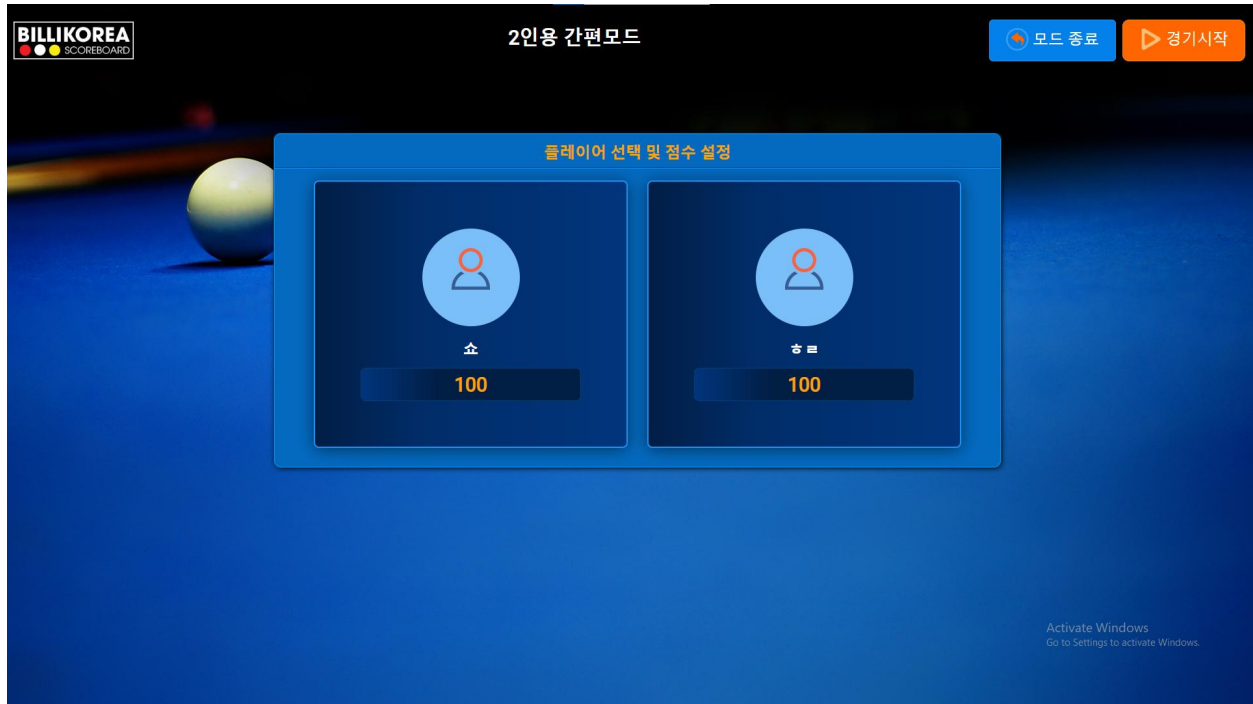 BILLIKOREA
SCOREBOARD
2인용 간편모드
모드 종료
경기시작
플레이어 선택 및 점수 설정
쇼
ㅎㄹ
100
100
Activate Windows
Go to Settings to activate Windows.